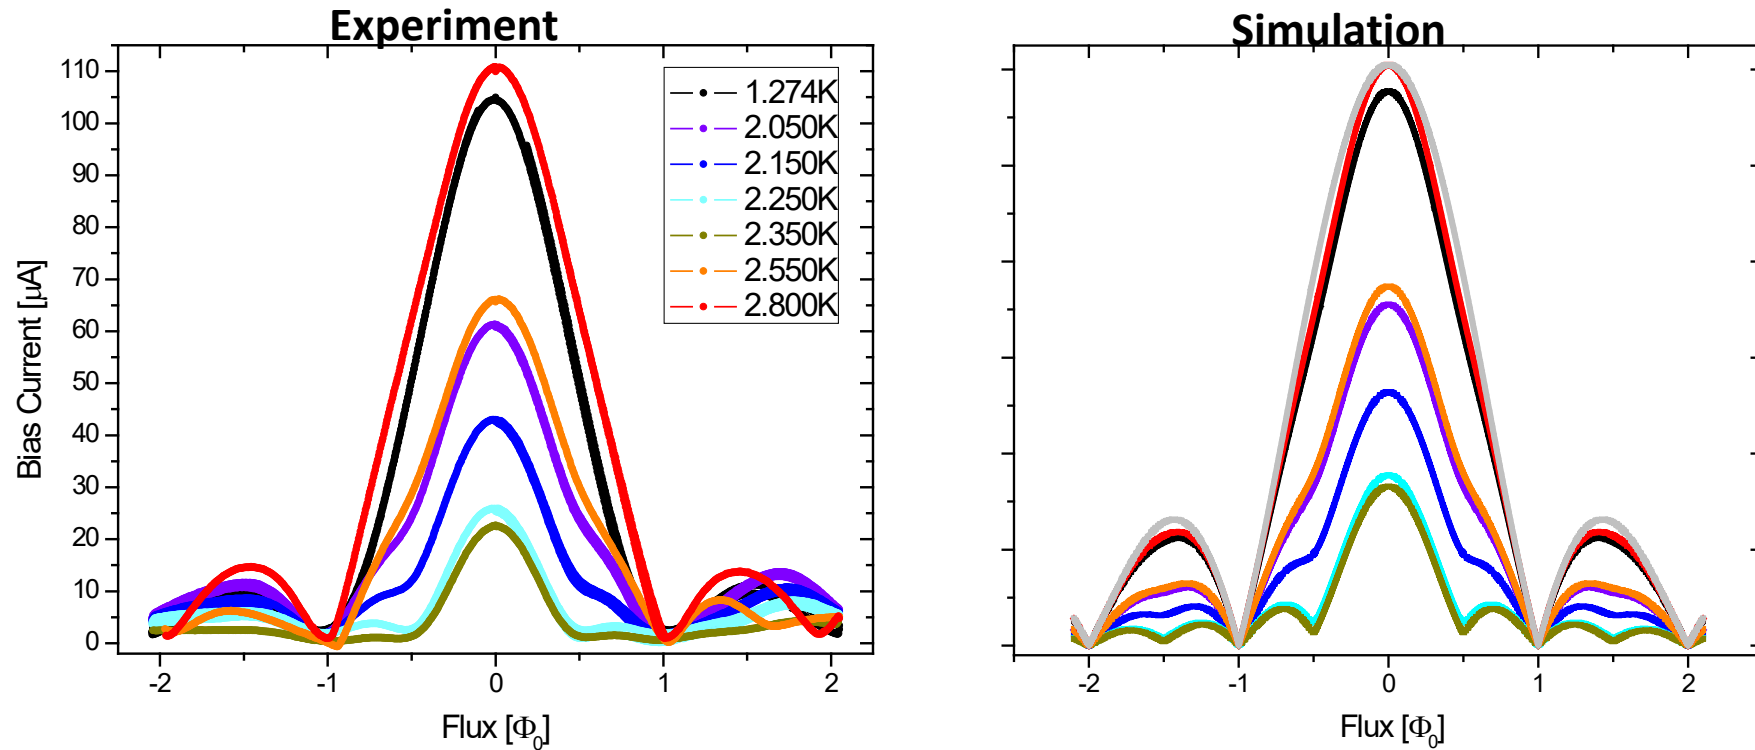 Experiment
Simulation
110
100
90
80
70
60
50
40
30
20
10
0
Bias Current [µA]
1.274K
2.050K
2.150K
2.250K
2.350K
2.550K
2.800K
-2 -1 0 1 2
Flux [Φ0]
-2 -1 0 1 2
Flux [Φ0]